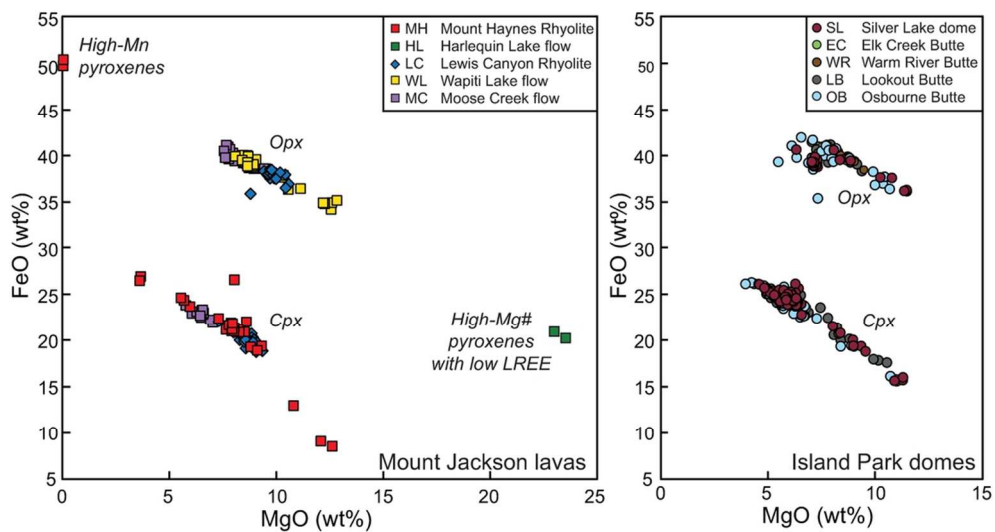 55
50
45
40
35
30
25
20
15
10
5
FeO (wt%)
0
5
10
15
20
25
MgO (wt%)
High-Mn
pyroxenes
Opx
Cpx
High-Mg#
pyroxenes
with low LREE
MH Mount Haynes Rhyolite
HL Harlequin Lake flow
LC Lewis Canyon Rhyolite
WL Wapiti Lake flow
MC Moose Creek flow
Mount Jackson lavas
55
50
45
40
35
30
25
20
15
10
5
FeO (wt%)
0
5
10
15
MgO (wt%)
SL Silver Lake dome
EC Elk Creek Butte
WR Warm River Butte
LB Lookout Butte
OB Osbourne Butte
Opx
Cpx
Island Park domes